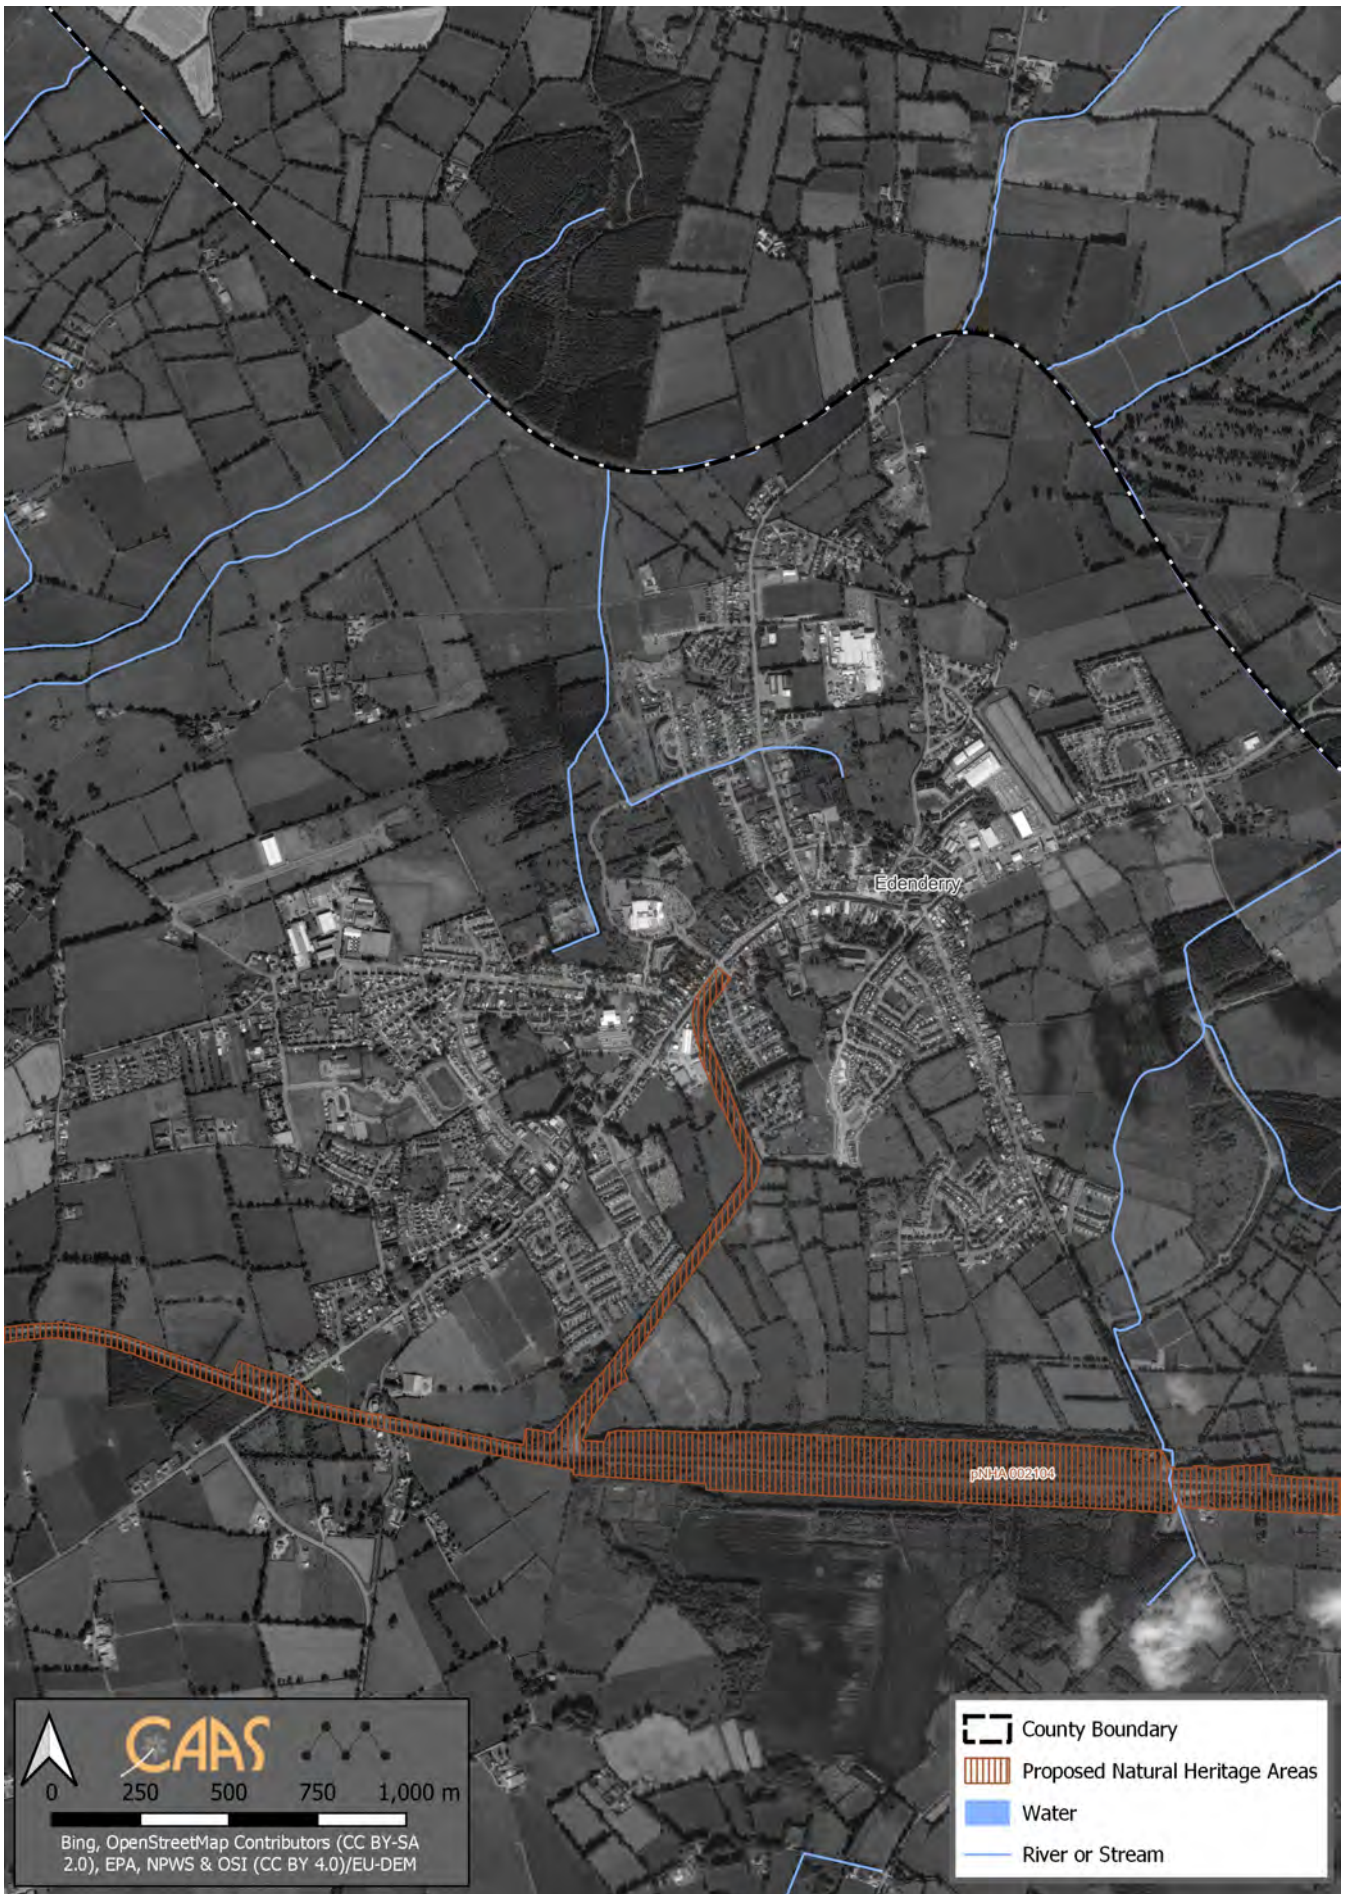 Edenderry
pNHA 002104
CAAS
0 250 500 750 1,000 m
Bing, OpenStreetMap Contributors (CC BY-SA
2.0), EPA, NPWS & OSI (CC BY 4.0)/EU-DEM
County Boundary
Proposed Natural Heritage Areas
Water
River or Stream